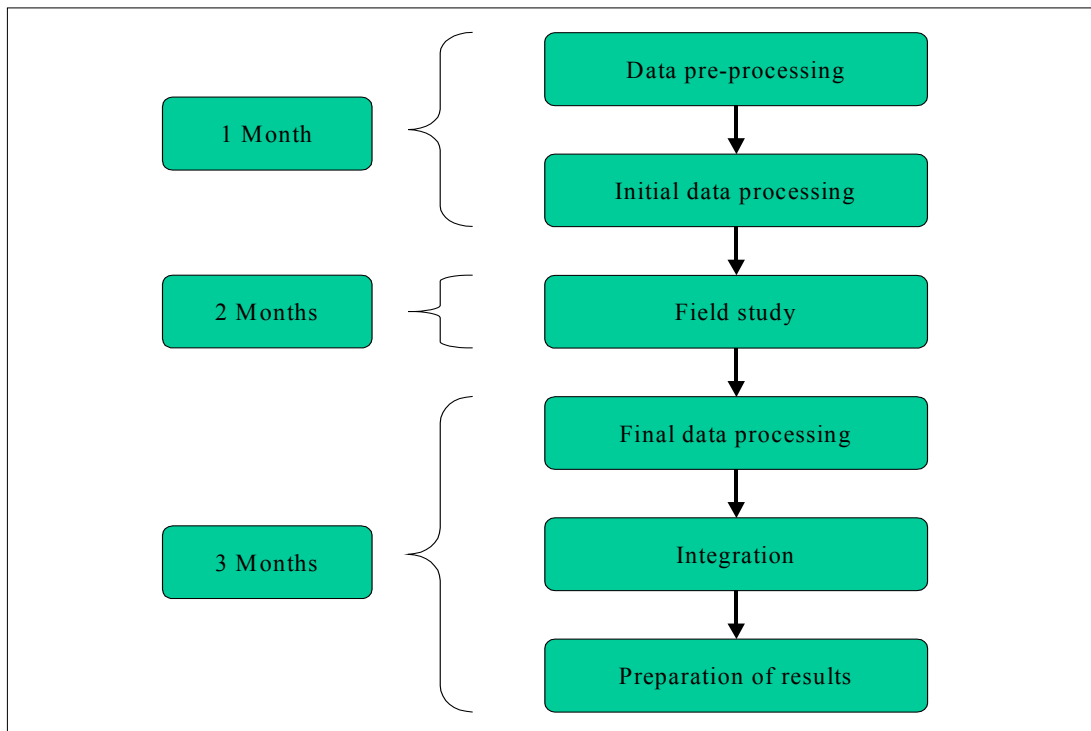 Data pre-processing
1 Month
Initial data processing
2 Months
Field study
Final data processing
3 Months
Integration
Preparation of results